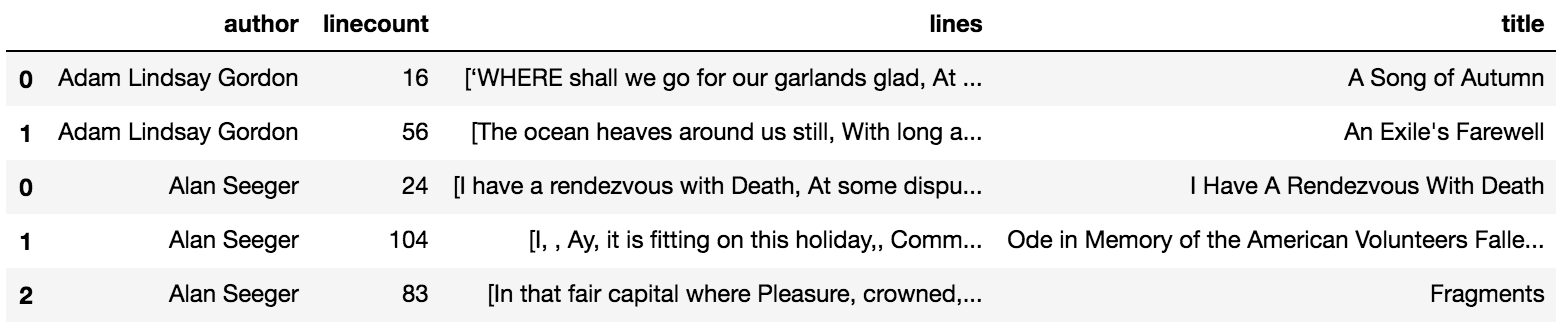 author linecount lines title
0 Adam Lindsay Gordon 16 [‘WHERE shall we go for our garlands glad, At ... A Song of Autumn
1 Adam Lindsay Gordon 56 [The ocean heaves around us still, With long a... An Exile's Farewell
0 Alan Seeger 24 [I have a rendezvous with Death, At some dispu... I Have A Rendezvous With Death
1 Alan Seeger 104 [I, , Ay, it is fitting on this holiday,, Comm... Ode in Memory of the American Volunteers Falle...
2 Alan Seeger 83 [In that fair capital where Pleasure, crowned,... Fragments